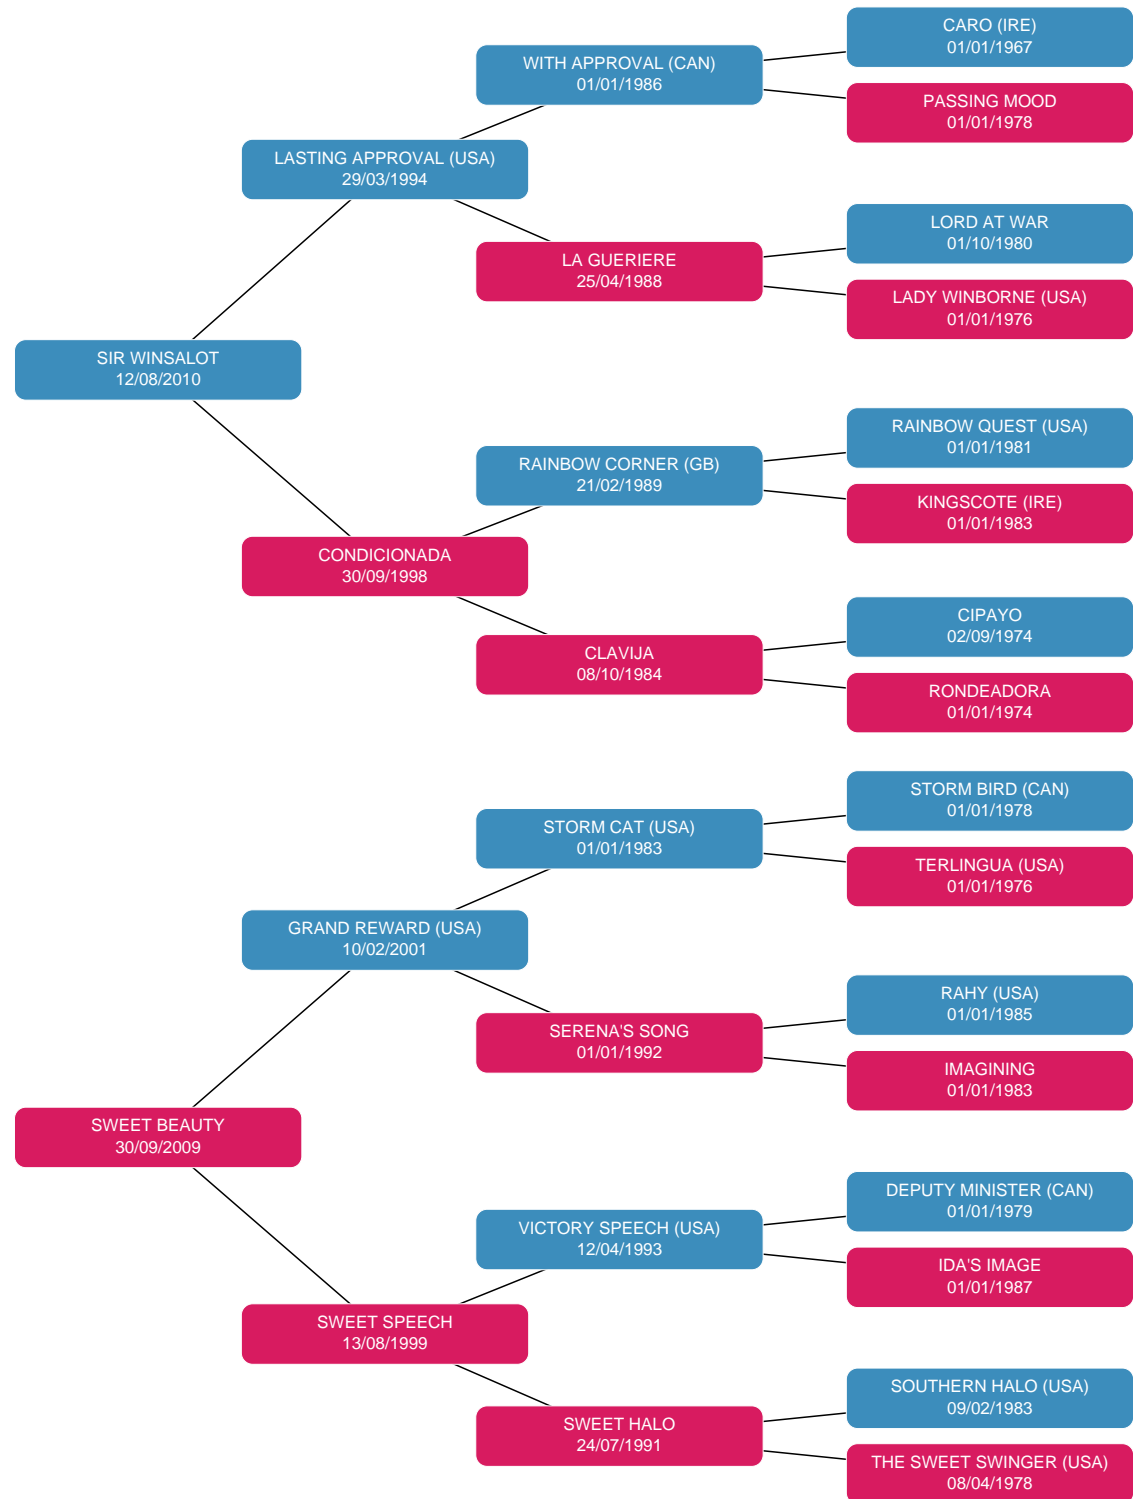 CARO (IRE)
01/01/1967
WITH APPROVAL (CAN)
01/01/1986
PASSING MOOD
01/01/1978
LASTING APPROVAL (USA)
29/03/1994
LORD AT WAR
01/10/1980
LA GUERIERE
25/04/1988
LADY WINBORNE (USA)
01/01/1976
SIR WINSALOT
12/08/2010
RAINBOW QUEST (USA)
01/01/1981
RAINBOW CORNER (GB)
21/02/1989
KINGSCOTE (IRE)
01/01/1983
CONDICIONADA
30/09/1998
CIPAYO
02/09/1974
CLAVIJA
08/10/1984
RONDEADORA
01/01/1974
STORM BIRD (CAN)
01/01/1978
STORM CAT (USA)
01/01/1983
TERLINGUA (USA)
01/01/1976
GRAND REWARD (USA)
10/02/2001
RAHY (USA)
01/01/1985
SERENA'S SONG
01/01/1992
IMAGINING
01/01/1983
SWEET BEAUTY
30/09/2009
DEPUTY MINISTER (CAN)
01/01/1979
VICTORY SPEECH (USA)
12/04/1993
IDA'S IMAGE
01/01/1987
SWEET SPEECH
13/08/1999
SOUTHERN HALO (USA)
09/02/1983
SWEET HALO
24/07/1991
THE SWEET SWINGER (USA)
08/04/1978